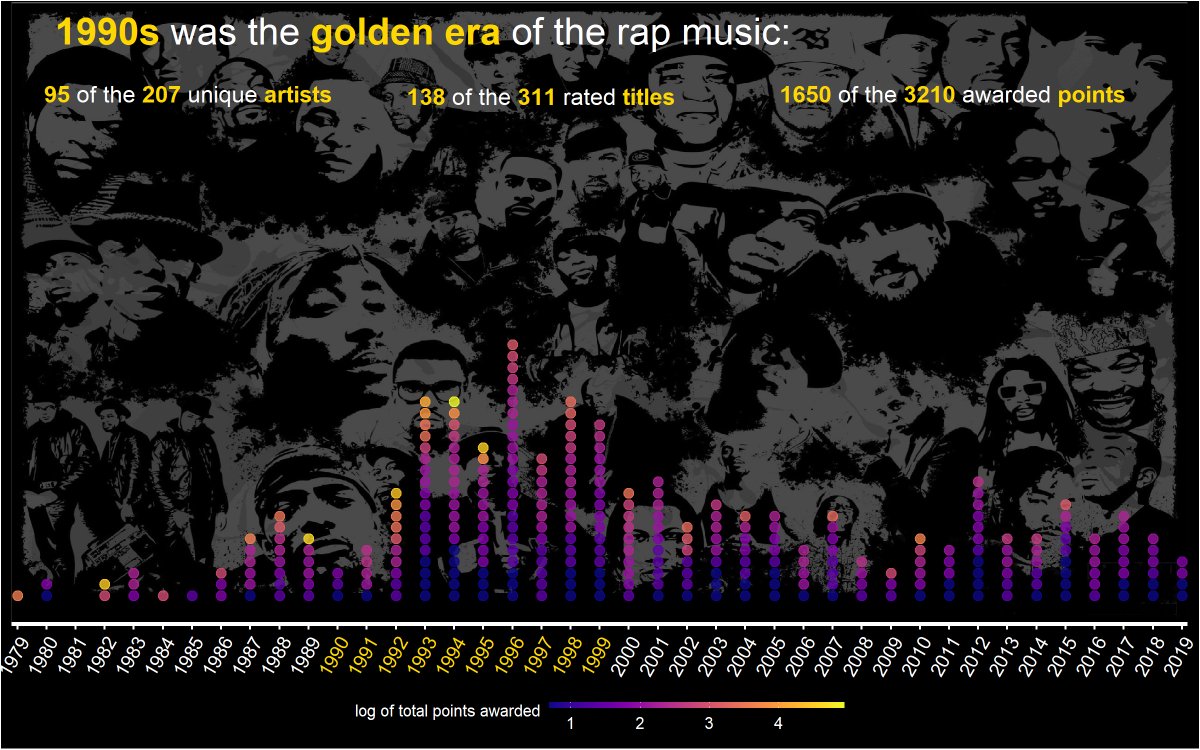 1990s was the golden era of the rap music:
95 of the 207 unique artists 138 of the 311 rated titles 1650 of the 3210 awarded points
1979 1980 1981 1982 1983 1984 1985 1986 1987 1988 1989 1990 1991 1992 1993 1994 1995 1996 1997 1998 1999 2000 2001 2002 2003 2004 2005 2006 2007 2008 2009 2010 2011 2012 2013 2014 2015 2016 2017 2018 2019
log of total points awarded
1 2 3 4